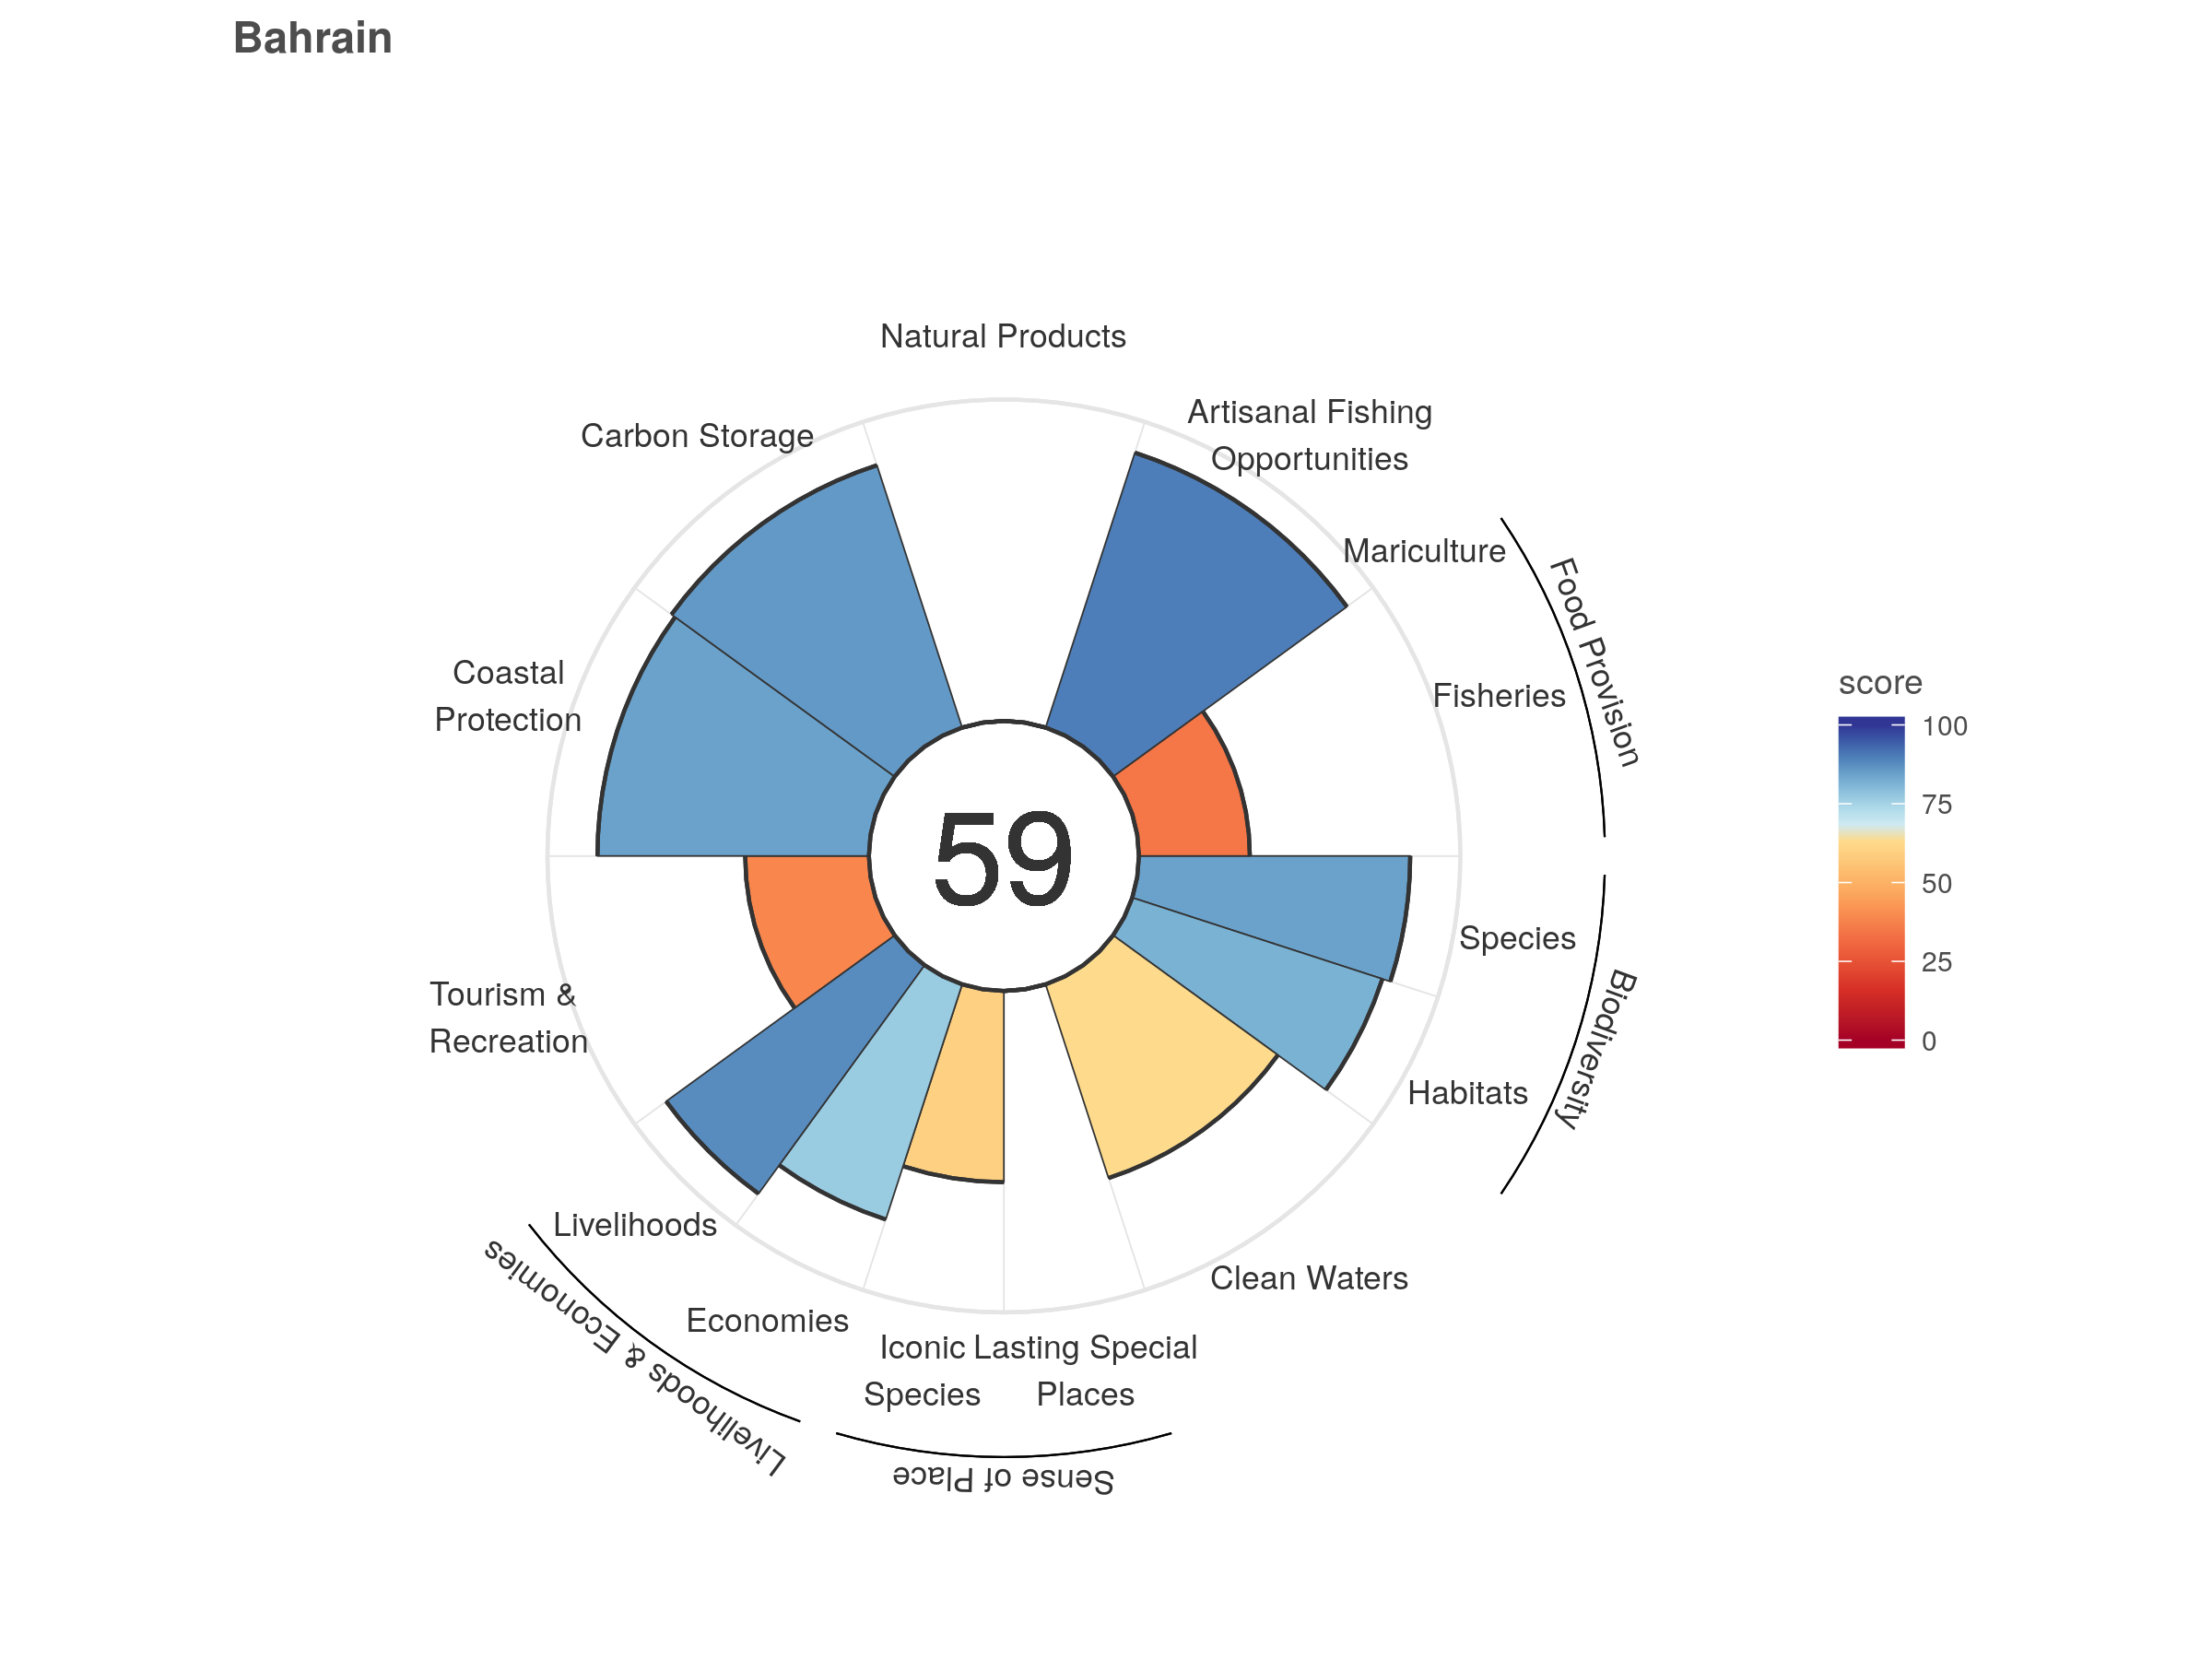 Bahrain
Natural Products
Artisanal Fishing
Opportunities
Carbon Storage
Mariculture
Food Provision
Fisheries
Coastal
Protection
score
100
75
50
25
0
59
Species
Biodiversity
Habitats
Tourism &
Recreation
Livelihoods
Livelihoods & Economies
Clean Waters
Economies
Iconic
Species
Lasting Special
Places
Sense of Place